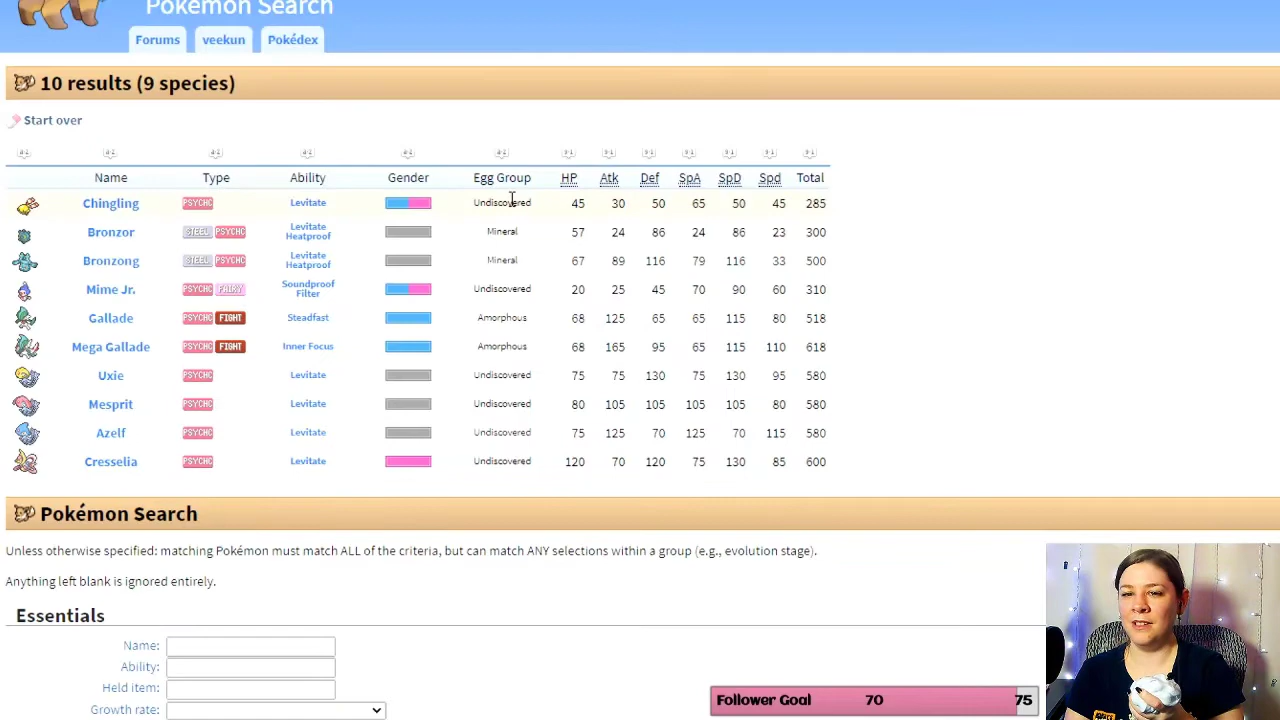 Pokémon Search
Forums veekun Pokédex
10 results (9 species)
Start over
Name Type Ability Gender Egg Group HP Atk Def SpA SpD Spd Total
Chingling PSYCHC Levitate Undiscovered 45 30 50 65 50 45 285
Bronzor STEEL PSYCHC Levitate Heatproof Mineral 57 24 86 24 86 23 300
Bronzong STEEL PSYCHC Levitate Heatproof Mineral 67 89 116 79 116 33 500
Mime Jr. PSYCHC FAIRY Soundproof Filter Undiscovered 20 25 45 70 90 60 310
Gallade PSYCHC FIGHT Steadfast Amorphous 68 125 65 65 115 80 518
Mega Gallade PSYCHC FIGHT Inner Focus Amorphous 68 165 95 65 115 110 618
Uxie PSYCHC Levitate Undiscovered 75 75 130 75 130 95 580
Mesprit PSYCHC Levitate Undiscovered 80 105 105 105 105 80 580
Azelf PSYCHC Levitate Undiscovered 75 125 70 125 70 115 580
Cresselia PSYCHC Levitate Undiscovered 120 70 120 75 130 85 600
Pokémon Search
Unless otherwise specified: matching Pokémon must match ALL of the criteria, but can match ANY selections within a group (e.g., evolution stage).
Anything left blank is ignored entirely.
Essentials
Name:
Ability:
Held item:
Growth rate:
Follower Goal 70 75